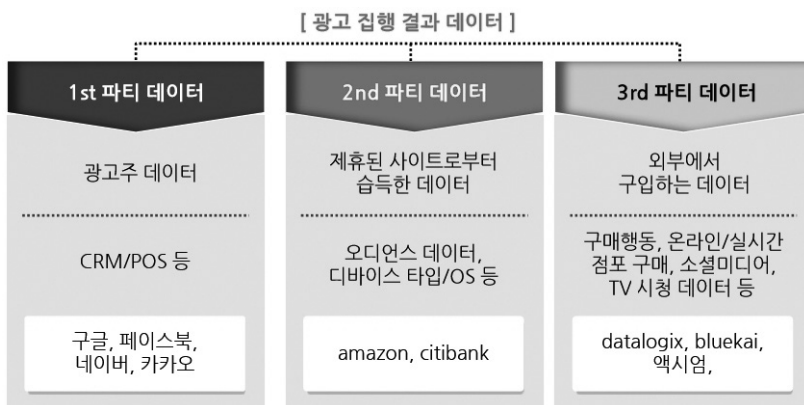 [ 광고 집행 결과 데이터 ]
1st 파티 데이터
광고주 데이터
CRM/POS 등
구글, 페이스북,
네이버, 카카오
2nd 파티 데이터
제휴된 사이트로부터
습득한 데이터
오디언스 데이터,
디바이스 타입/OS 등
amazon, citibank
3rd 파티 데이터
외부에서
구입하는 데이터
구매행동, 온라인/실시간
점포 구매, 소셜미디어,
TV 시청 데이터 등
datalogix, bluekai,
액시엄,